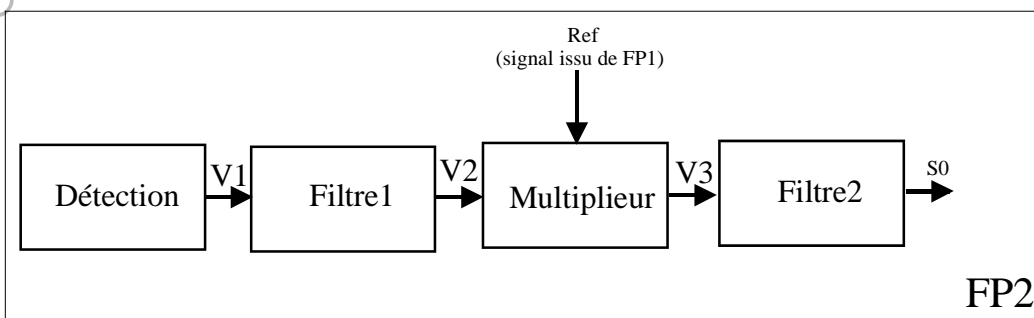 Ref
(signal issu de FP1)
Détection
V1
Filtre1
V2
Multiplieur
V3
Filtre2
S0
FP2